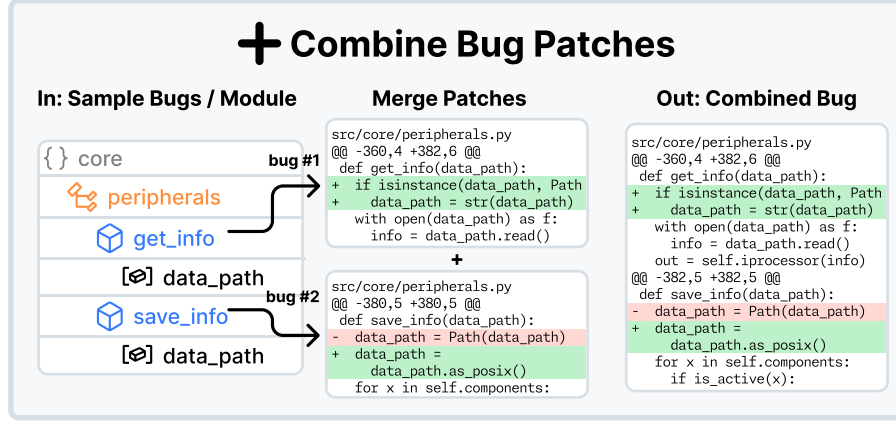 + Combine Bug Patches
In: Sample Bugs / Module
{} core
peripherals
get_info
data_path
save_info
data_path
bug #1
bug #2
Merge Patches
src/core/peripherals.py
@@ -360,4 +382,6 @@
def get_info(data_path):
+ if isinstance(data_path, Path
+ data_path = str(data_path)
with open(data_path) as f:
info = data_path.read()
+
src/core/peripherals.py
@@ -380,5 +380,5 @@
def save_info(data_path):
- data_path = Path(data_path)
+ data_path =
data_path.as_posix()
for x in self.components:
Out: Combined Bug
src/core/peripherals.py
@@ -360,4 +382,6 @@
def get_info(data_path):
+ if isinstance(data_path, Path
+ data_path = str(data_path)
with open(data_path) as f:
info = data_path.read()
out = self.iprocessor(info)
@@ -382,5 +382,5 @@
def save_info(data_path):
- data_path = Path(data_path)
+ data_path =
data_path.as_posix()
for x in self.components:
if is_active(x):